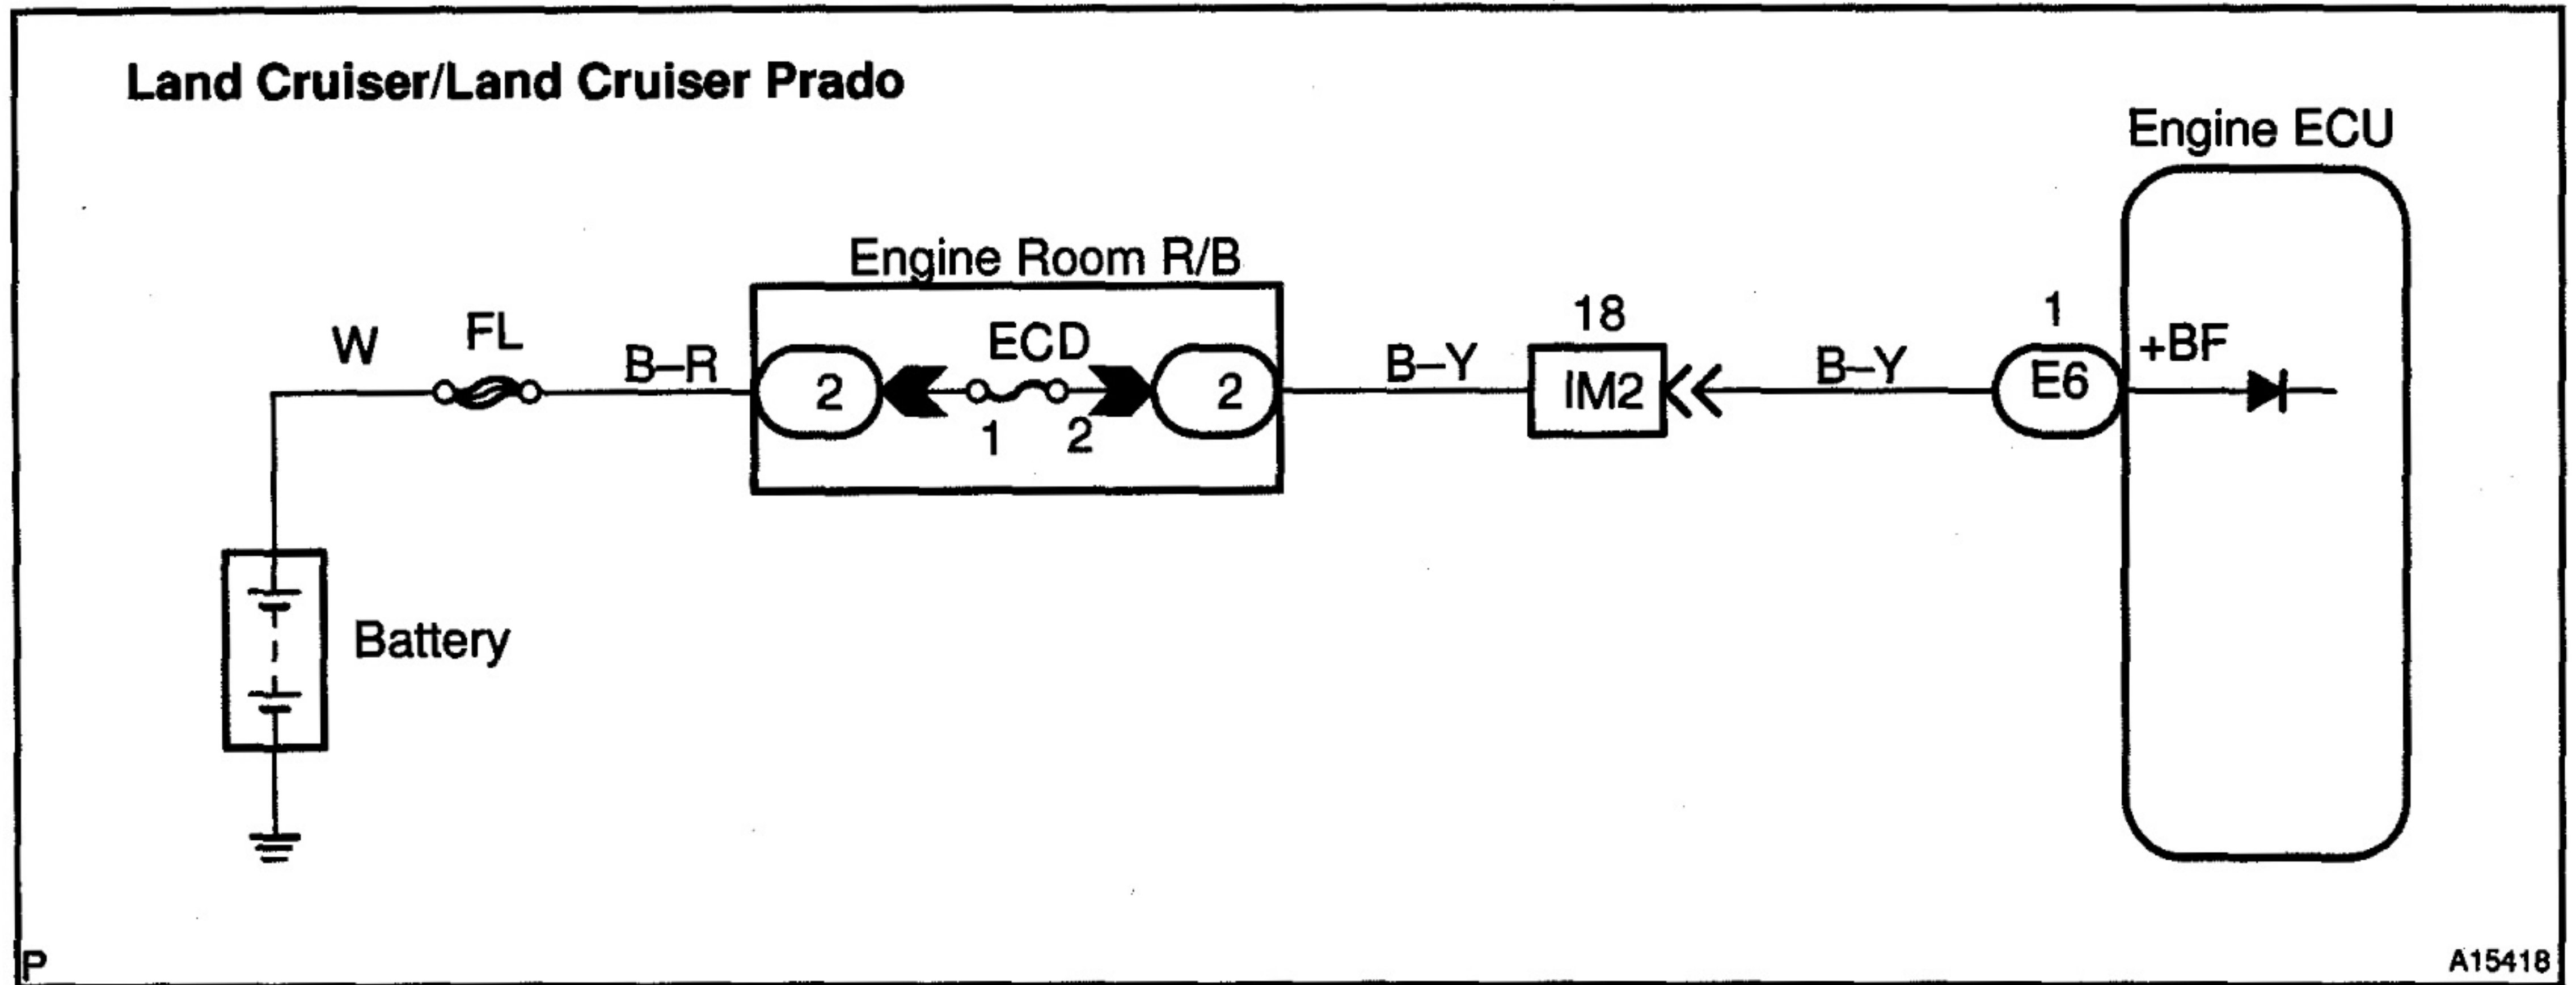 Land Cruiser/Land Cruiser Prado
Engine ECU
Engine Room R/B
W
FL
B–R
2
ECD
1
2
2
B–Y
18
IM2
B–Y
1
E6
+BF
Battery
P
A15418